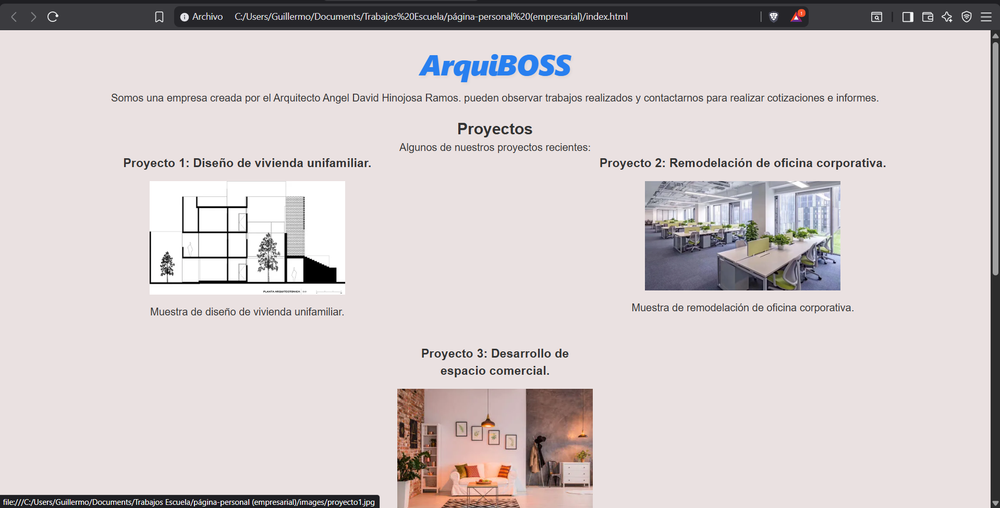 Archivo C:/Users/Guillermo/Documents/Trabajos%20Escuela/página-personal%20(empresarial)/index.html
1
ArquiBOSS
Somos una empresa creada por el Arquitecto Angel David Hinojosa Ramos. pueden observar trabajos realizados y contactarnos para realizar cotizaciones e informes.
Proyectos
Algunos de nuestros proyectos recientes:
Proyecto 1: Diseño de vivienda unifamiliar.
PLANTA ARQUITECTONICA
Muestra de diseño de vivienda unifamiliar.
Proyecto 2: Remodelación de oficina corporativa.
Muestra de remodelación de oficina corporativa.
Proyecto 3: Desarrollo de
espacio comercial.
file:///C:/Users/Guillermo/Documents/Trabajos Escuela/página-personal (empresarial)/images/proyecto1.jpg